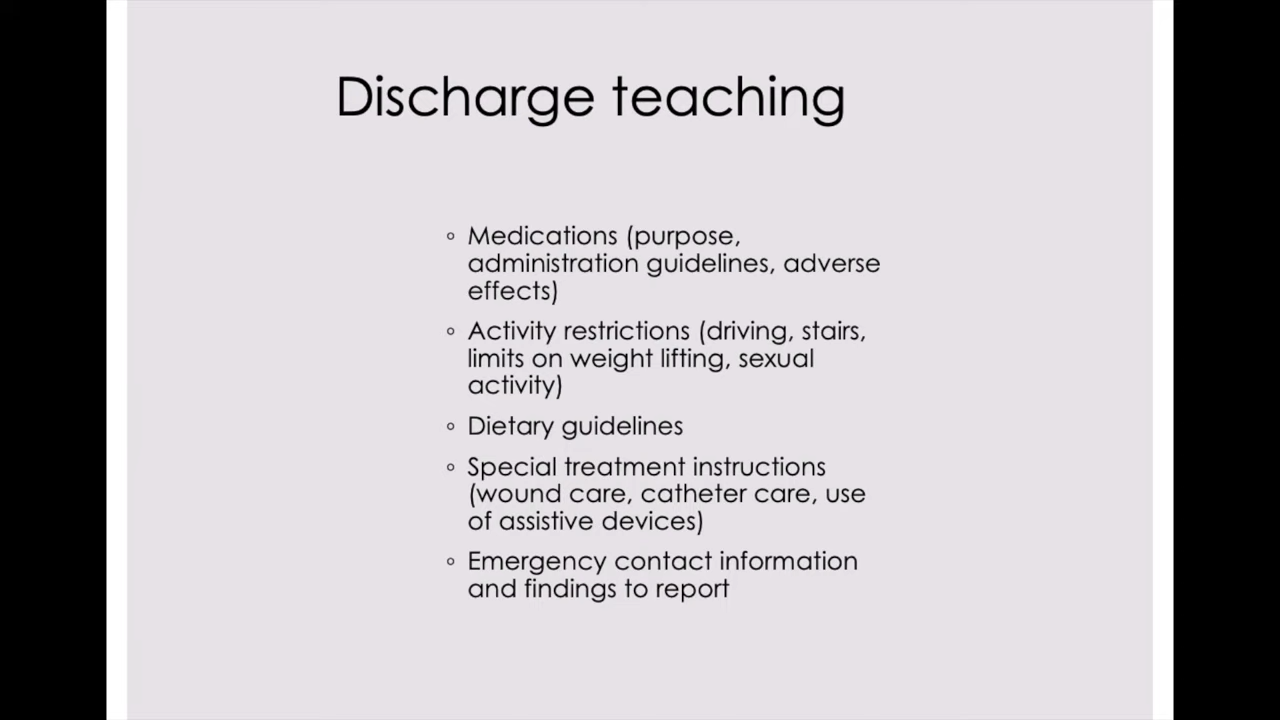 Discharge teaching
◦ Medications (purpose,
administration guidelines, adverse
effects)
◦ Activity restrictions (driving, stairs,
limits on weight lifting, sexual
activity)
◦ Dietary guidelines
◦ Special treatment instructions
(wound care, catheter care, use
of assistive devices)
◦ Emergency contact information
and findings to report